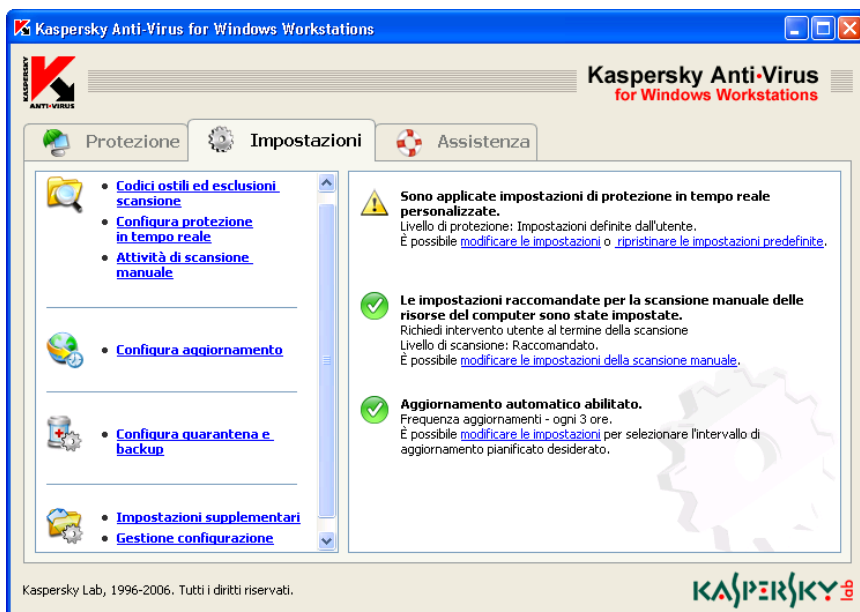 Kaspersky Anti-Virus for Windows Workstations
KASPERSKY
ANTI-VIRUS
Kaspersky Anti-Virus
for Windows Workstations
Protezione
Impostazioni
Assistenza
Codici ostili ed esclusioni
scansione
Configura protezione
in tempo reale
Attività di scansione
manuale
Configura aggiornamento
Configura quarantena e
backup
Impostazioni supplementari
Gestione configurazione
Sono applicate impostazioni di protezione in tempo reale
personalizzate.
Livello di protezione: Impostazioni definite dall'utente.
È possibile modificare le impostazioni o ripristinare le impostazioni predefinite.
Le impostazioni raccomandate per la scansione manuale delle
risorse del computer sono state impostate.
Richiedi intervento utente al termine della scansione
Livello di scansione: Raccomandato.
È possibile modificare le impostazioni della scansione manuale.
Aggiornamento automatico abilitato.
Frequenza aggiornamenti - ogni 3 ore.
È possibile modificare le impostazioni per selezionare l'intervallo di
aggiornamento pianificato desiderato.
Kaspersky Lab, 1996-2006. Tutti i diritti riservati.
KASPERSKY lab